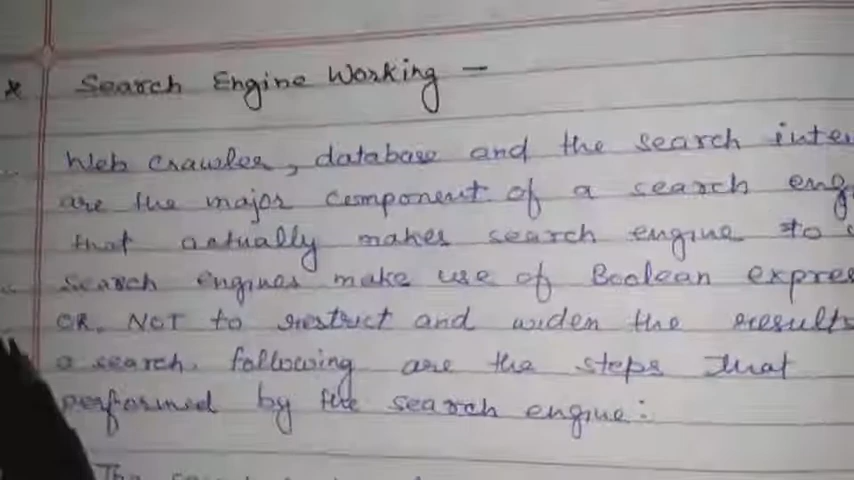 * Search Engine Working -
Web crawler, database and the search inter
are the major component of a search eng
that actually makes search engine to
search engines make use of Boolean expres
OR, NOT to restrict and widen the results
a search. following are the steps that
performed by the search engine:
The